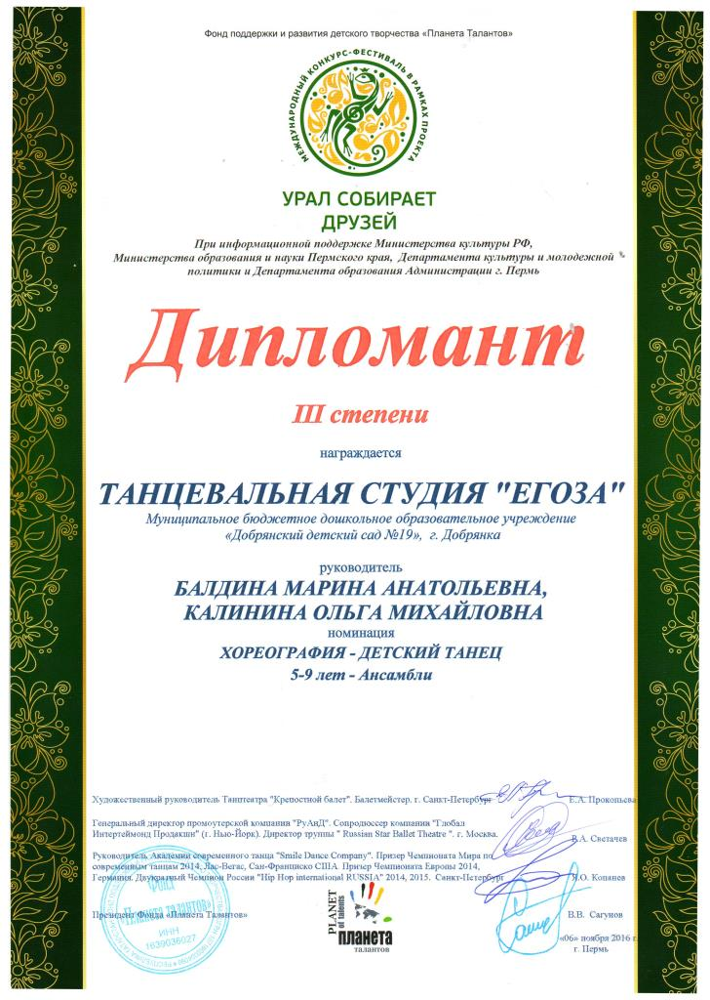 Фонд поддержки и развития детского творчества «Планета Талантов»
МЕЖДУНАРОДНЫЙ КОНКУРС-ФЕСТИВАЛЬ В РАМКАХ ПРОЕКТА
УРАЛ СОБИРАЕТ
ДРУЗЕЙ
При информационной поддержке Министерства культуры РФ,
Министерства образования и науки Пермского края, Департамента культуры и молодежной
политики и Департамента образования Администрации г. Пермь
Дипломант
III степени
награждается
ТАНЦЕВАЛЬНАЯ СТУДИЯ "ЕГОЗА"
Муниципальное бюджетное дошкольное образовательное учреждение
«Добрянский детский сад №19», г. Добрянка
руководитель
БАЛДИНА МАРИНА АНАТОЛЬЕВНА,
КАЛИНИНА ОЛЬГА МИХАЙЛОВНА
номинация
ХОРЕОГРАФИЯ - ДЕТСКИЙ ТАНЕЦ
5-9 лет - Ансамбли
Художественный руководитель Танцтеатра "Крепостной балет". Балетмейстер. г. Санкт-Петербург Е.А. Прокопьева
Генеральный директор промоутерской компании "РуАрД". Сопродюссер компании "Глобал
Интертеймонд Продакшн" (г. Нью-Йорк). Директор труппы " Russian Star Ballet Theatre ". г. Москва. В.А. Светачев
Руководитель Академии современного танца "Smile Dance Company". Призер Чемпионата Мира по
современным танцам 2014, Лас-Вегас, Сан-Франциско США. Призер Чемпионата Европы 2014,
Германия. Двукратный Чемпион России "Hip Hop international RUSSIA" 2014, 2015. Санкт-Петербург Я.О. Копанев
Президент Фонда «Планета Талантов» В.В. Сагунов
Фонд
«Планета талантов»
ИНН
1639036027
PLANET
of talents
планета
талантов
«06» ноября 2016 г.
г. Пермь